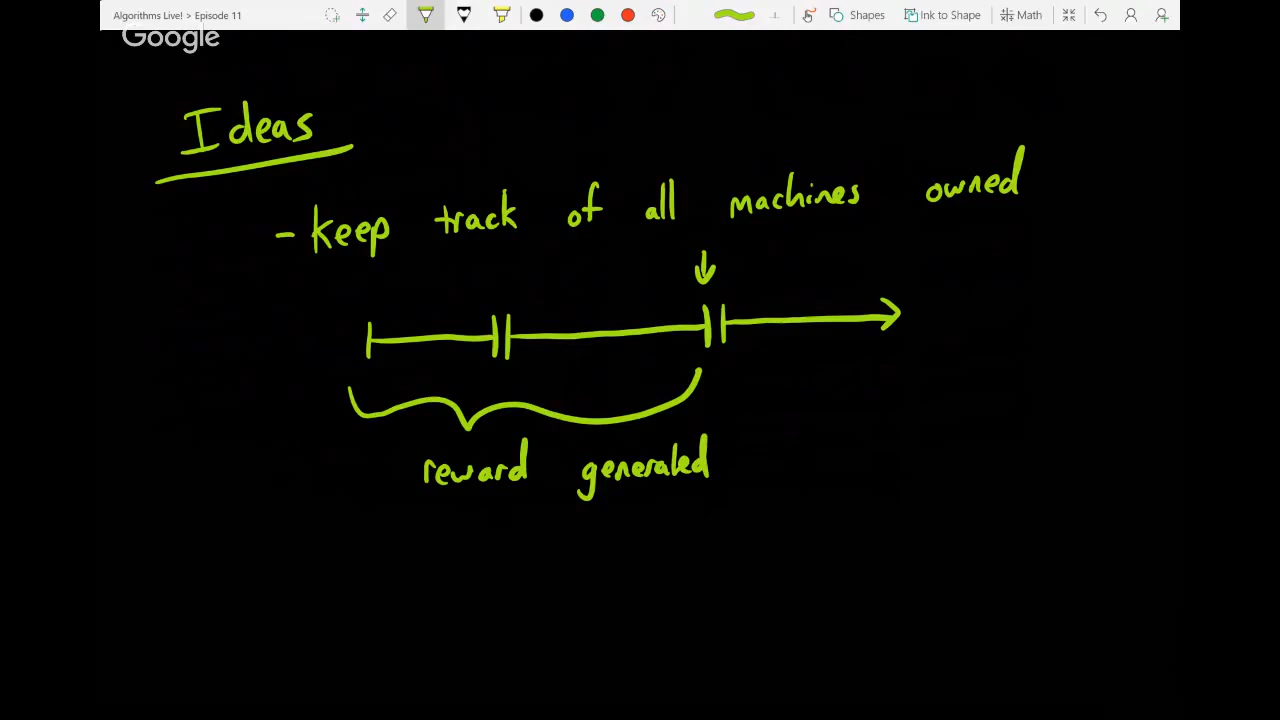 Algorithms Live! > Episode 11
Shapes
Ink to Shape
Math
Google
Ideas
- Keep track of all machines owned
reward generated